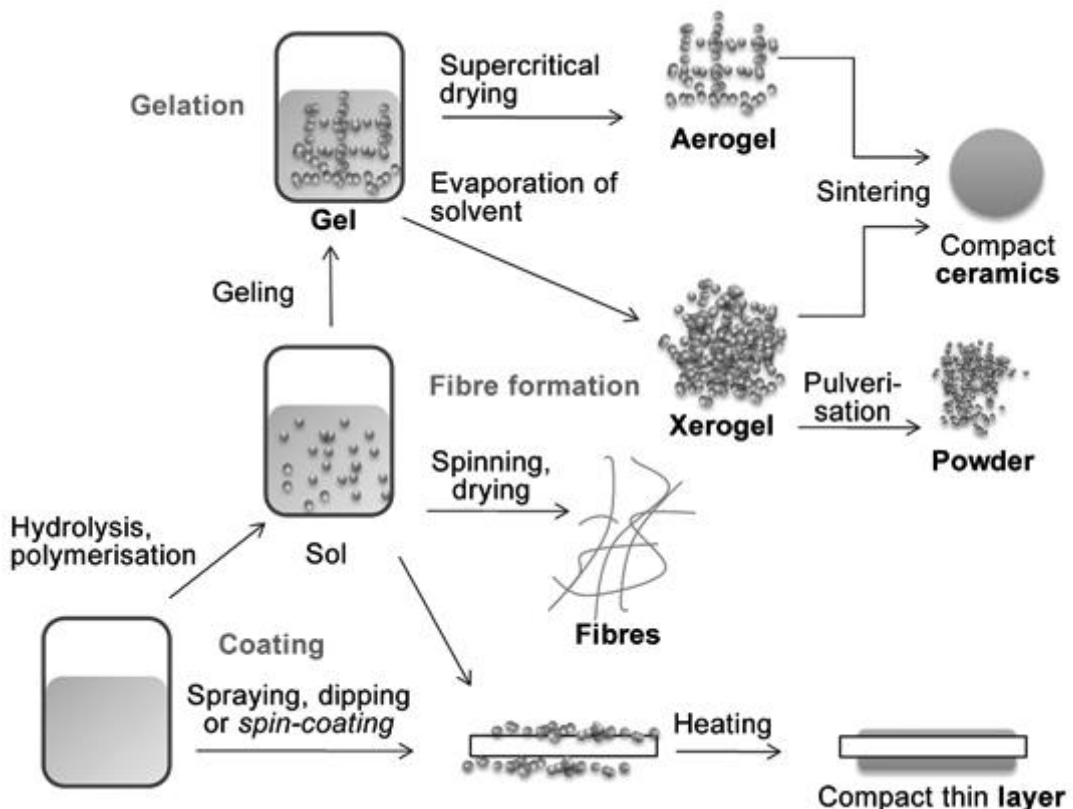 Supercritical
drying
Gelation
Aerogel
Evaporation of
solvent
Sintering
Gel
Compact
ceramics
Geling
Fibre formation
Pulveri-
sation
Xerogel
Powder
Spinning,
drying
Hydrolysis,
polymerisation
Sol
Fibres
Coating
Spraying, dipping
or spin-coating
Heating
Compact thin layer